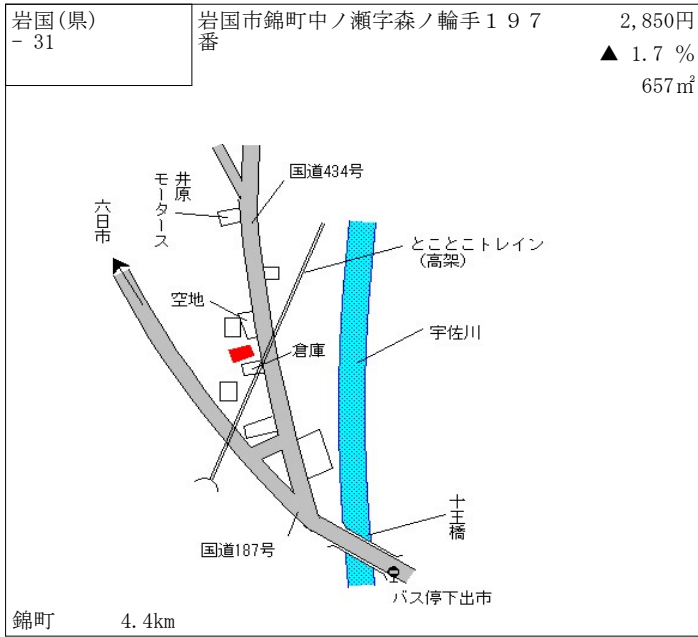 岩国(県)
- 31
岩国市錦町中ノ瀬字森ノ輪手１９７
番
2,850円
▲ 1.7 %
657㎡
国道434号
井原
モータース
六日市
とことこトレイン
(高架)
空地
倉庫
宇佐川
十王橋
国道187号
バス停下出市
錦町 4.4km